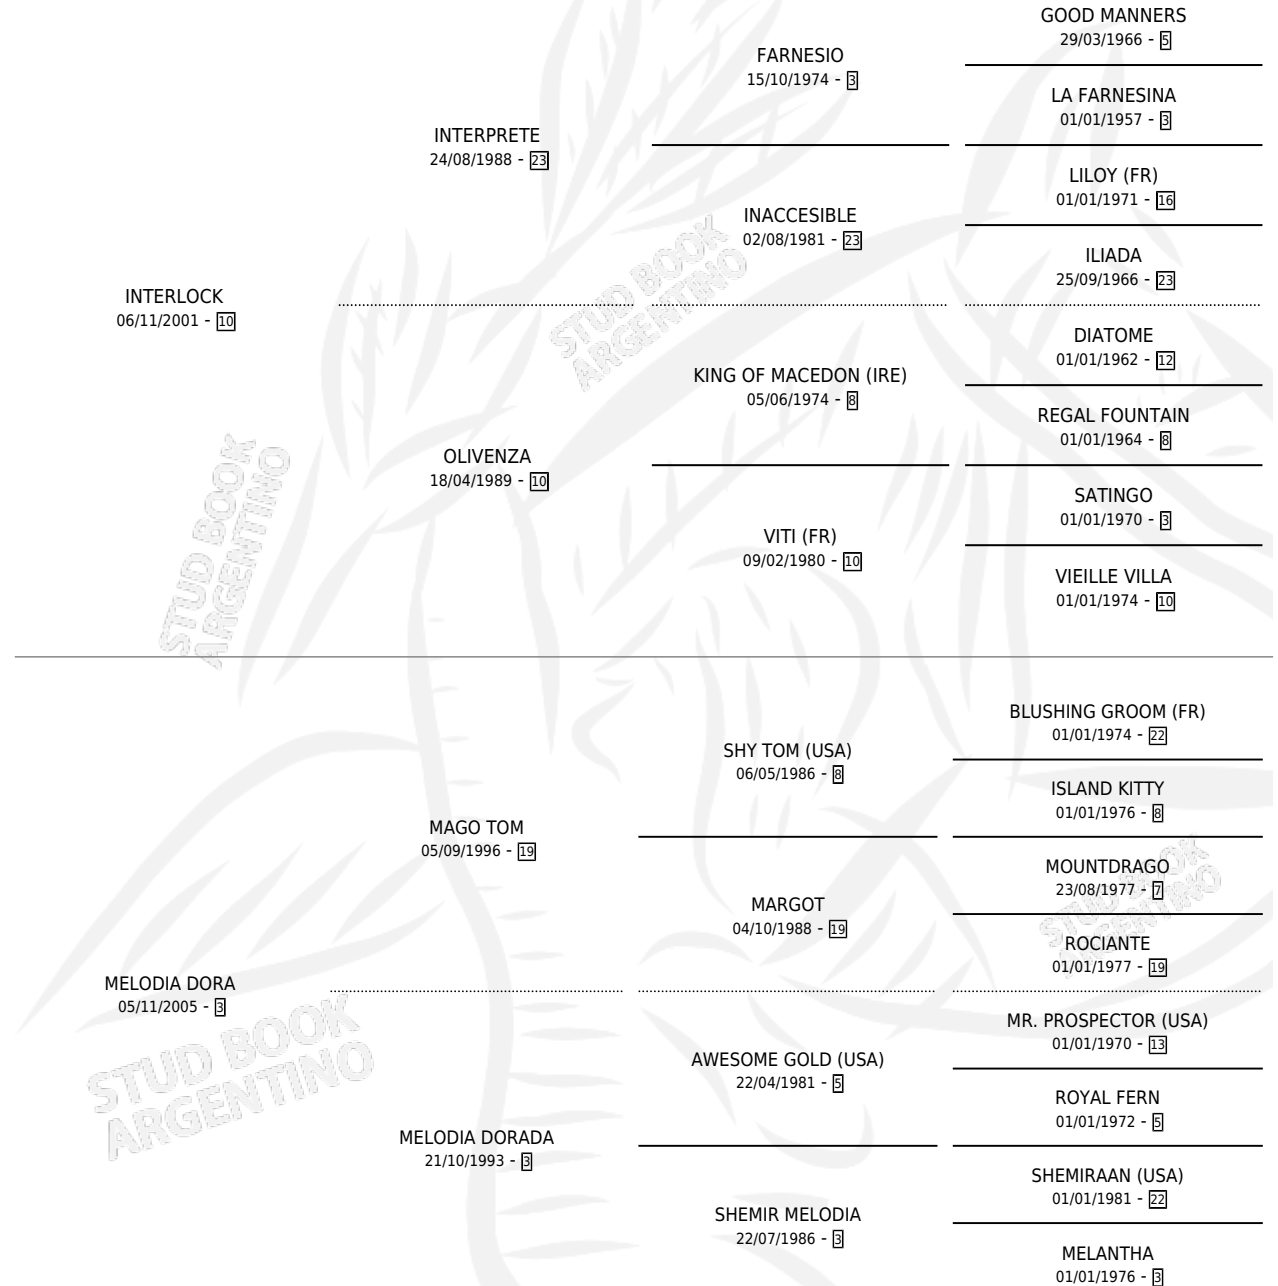 GOOD MANNERS
29/03/1966 - 5
FARNESIO
15/10/1974 - 3
LA FARNESINA
01/01/1957 - 3
INTERPRETE
24/08/1988 - 23
LILOY (FR)
01/01/1971 - 16
INACCESIBLE
02/08/1981 - 23
ILIADA
25/09/1966 - 23
INTERLOCK
06/11/2001 - 10
STUD BOOK
ARGENTINO
DIATOME
01/01/1962 - 12
KING OF MACEDON (IRE)
05/06/1974 - 8
REGAL FOUNTAIN
01/01/1964 - 8
OLIVENZA
18/04/1989 - 10
SATINGO
01/01/1970 - 3
VITI (FR)
09/02/1980 - 10
VIEILLE VILLA
01/01/1974 - 10
STUD BOOK
ARGENTINO
BLUSHING GROOM (FR)
01/01/1974 - 22
SHY TOM (USA)
06/05/1986 - 8
ISLAND KITTY
01/01/1976 - 8
MAGO TOM
05/09/1996 - 19
MOUNTDRAGO
23/08/1977 - 7
MARGOT
04/10/1988 - 19
ROCIANTE
01/01/1977 - 19
STUD BOOK
ARGENTINO
MELODIA DORA
05/11/2005 - 3
MR. PROSPECTOR (USA)
01/01/1970 - 13
AWESOME GOLD (USA)
22/04/1981 - 5
ROYAL FERN
01/01/1972 - 5
STUD BOOK
ARGENTINO
MELODIA DORADA
21/10/1993 - 3
SHEMIRAAN (USA)
01/01/1981 - 22
SHEMIR MELODIA
22/07/1986 - 3
MELANTHA
01/01/1976 - 3